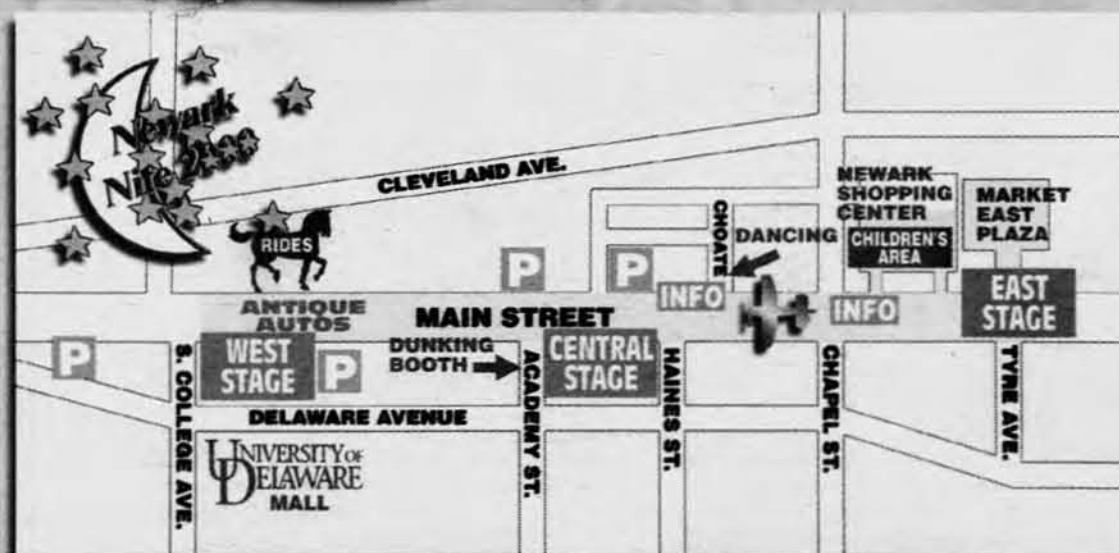 Newark
Nite 2***
CLEVELAND AVE.
RIDES
NEWARK
SHOPPING
CENTER
MARKET
EAST
PLAZA
CHOATE
DANCING
CHILDREN'S
AREA
P
P
INFO
INFO
EAST
STAGE
ANTIQUE
AUTOS
MAIN STREET
P
WEST
STAGE
P
DUNKING
BOOTH
CENTRAL
STAGE
S. COLLEGE AVE.
ACADEMY ST.
HAINES ST.
CHAPEL ST.
TYRE AVE.
DELAWARE AVENUE
UNIVERSITY OF
DELAWARE
MALL